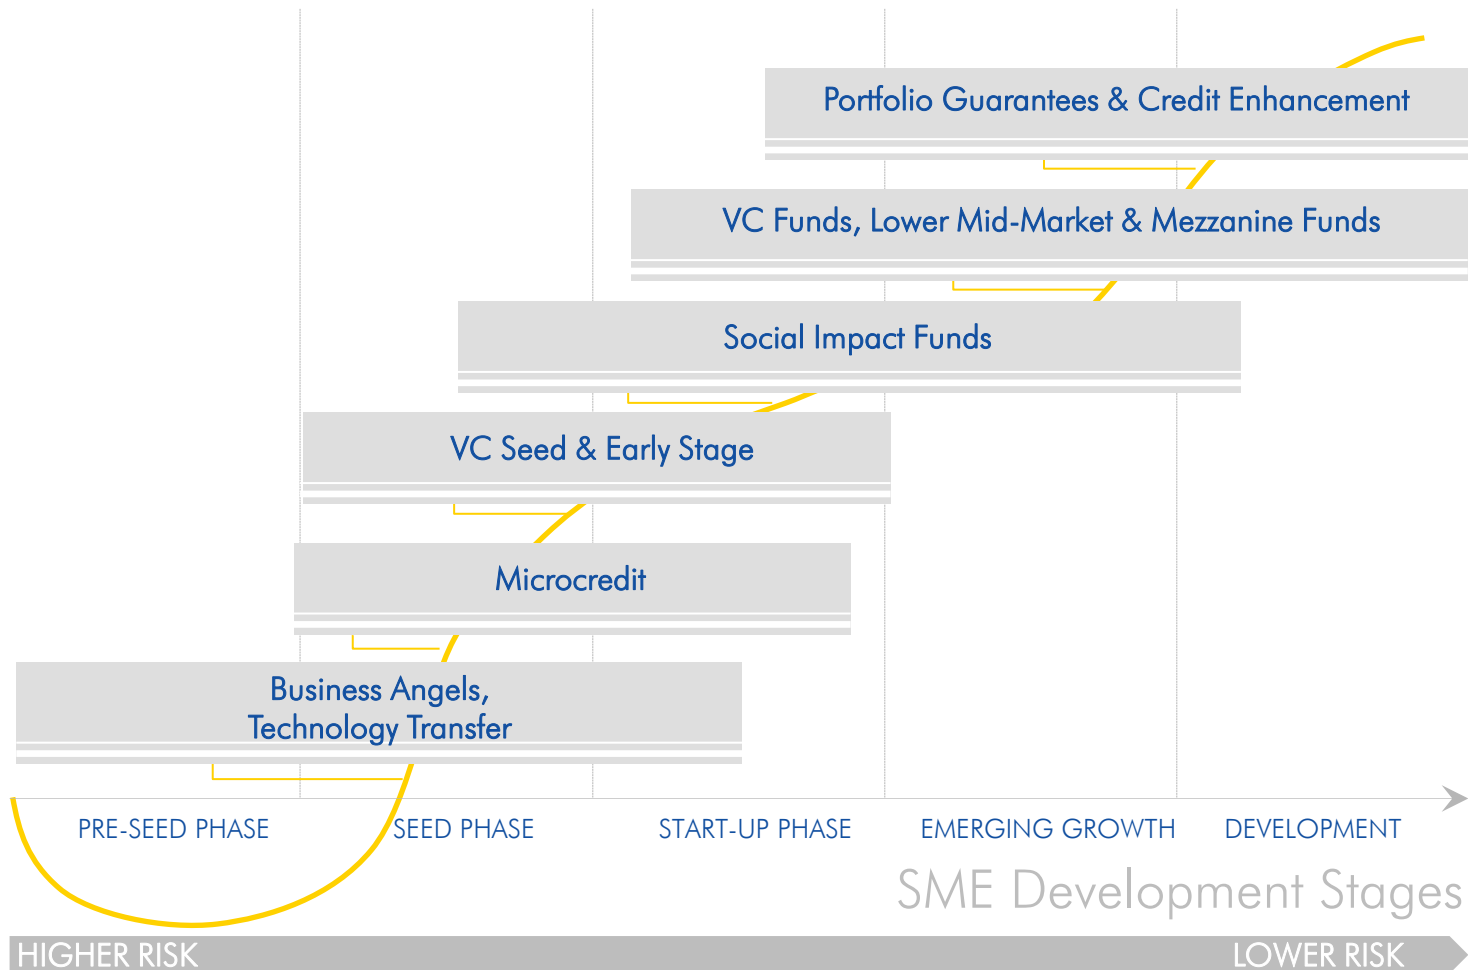 Portfolio Guarantees & Credit Enhancement
VC Funds, Lower Mid-Market & Mezzanine Funds
Social Impact Funds
VC Seed & Early Stage
Microcredit
Business Angels,
Technology Transfer
PRE-SEED PHASE SEED PHASE START-UP PHASE EMERGING GROWTH DEVELOPMENT
SME Development Stages
HIGHER RISK LOWER RISK